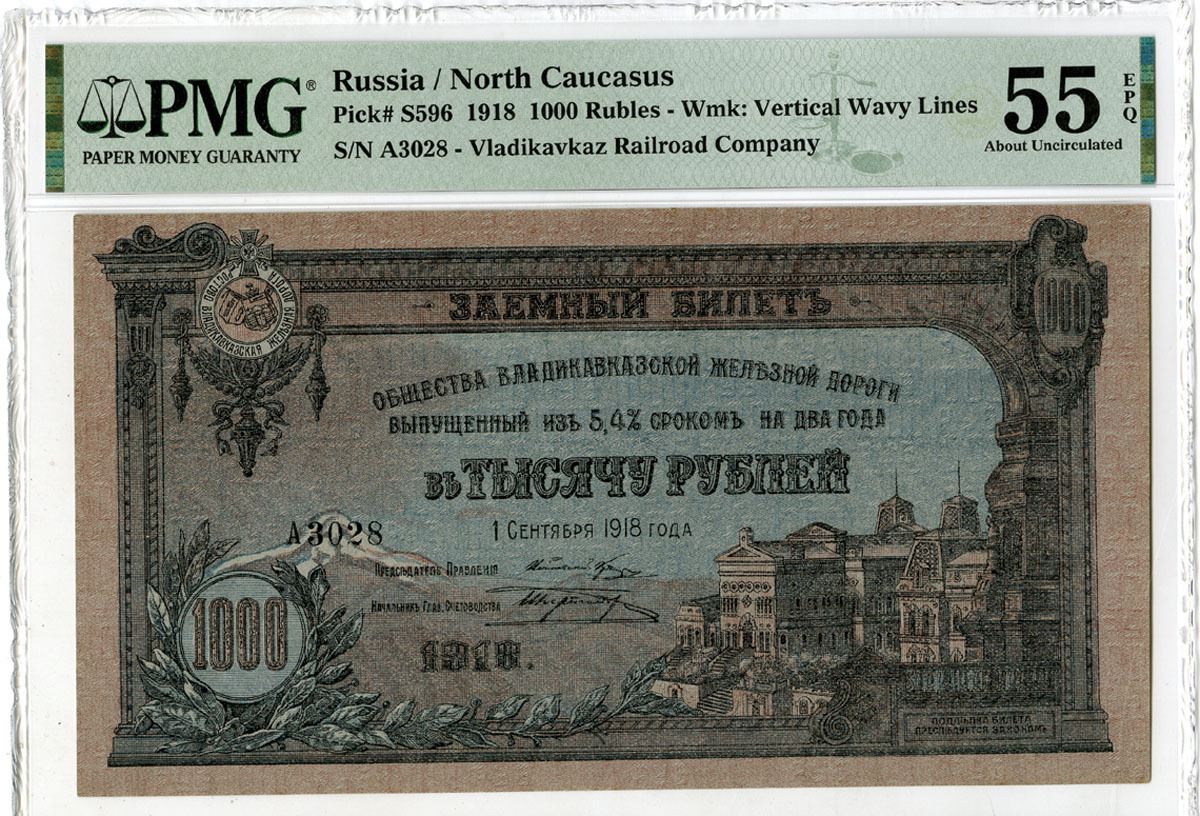 PMG®
PAPER MONEY GUARANTY
Russia / North Caucasus
Pick# S596 1918 1000 Rubles - Wmk: Vertical Wavy Lines
S/N A3028 - Vladikavkaz Railroad Company
55
EPQ
About Uncirculated
ЗАЕМНЫЙ БИЛЕТЪ
ВЛАДИКАВКАЗСКАЯ ЖЕЛѢЗНАЯ
ОБЩЕСТВА ВЛАДИКАВКАЗСКОЙ ЖЕЛѢЗНОЙ ДОРОГИ
ВЫПУЩЕННЫЙ ИЗЪ 5,4% СРОКОМЪ НА ДВА ГОДА
ВЪ ТЫСЯЧУ РУБЛЕЙ
А3028
1 СЕНТЯБРЯ 1918 ГОДА
ПРЕДСѢДАТЕЛЬ ПРАВЛЕНІЯ
НАЧАЛЬНИКЪ ГЛАВ. СЧЕТОВОДСТВА
1000
1918.
ПОДДѢЛКА БИЛЕТА
ПРЕСЛѢДУЕТСЯ ЗАКОНОМЪ